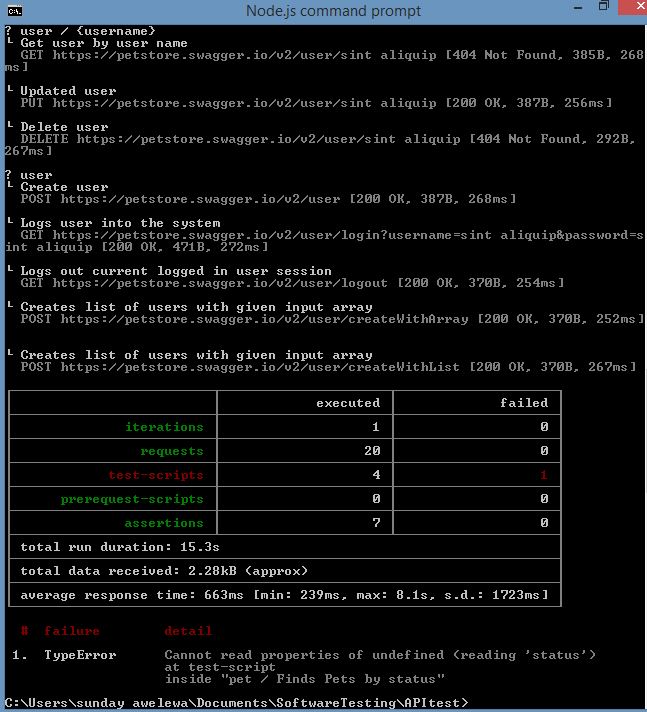 Node.js command prompt
? user / {username}
└ Get user by user name
GET https://petstore.swagger.io/v2/user/sint aliquip [404 Not Found, 385B, 268
ms]
└ Updated user
PUT https://petstore.swagger.io/v2/user/sint aliquip [200 OK, 387B, 256ms]
└ Delete user
DELETE https://petstore.swagger.io/v2/user/sint aliquip [404 Not Found, 292B,
267ms]
? user
└ Create user
POST https://petstore.swagger.io/v2/user [200 OK, 387B, 268ms]
└ Logs user into the system
GET https://petstore.swagger.io/v2/user/login?username=sint aliquip&password=s
int aliquip [200 OK, 471B, 272ms]
└ Logs out current logged in user session
GET https://petstore.swagger.io/v2/user/logout [200 OK, 370B, 254ms]
└ Creates list of users with given input array
POST https://petstore.swagger.io/v2/user/createWithArray [200 OK, 370B, 252ms]
└ Creates list of users with given input array
POST https://petstore.swagger.io/v2/user/createWithList [200 OK, 370B, 267ms]
executed failed
iterations 1 0
requests 20 0
test-scripts 4 1
prerequest-scripts 0 0
assertions 7 0
total run duration: 15.3s
total data received: 2.28kB (approx)
average response time: 663ms [min: 239ms, max: 8.1s, s.d.: 1723ms]
# failure detail
1. TypeError Cannot read properties of undefined (reading 'status')
at test-script
inside "pet / Finds Pets by status"
C:\Users\sunday awelewa\Documents\SoftwareTesting\APItest>